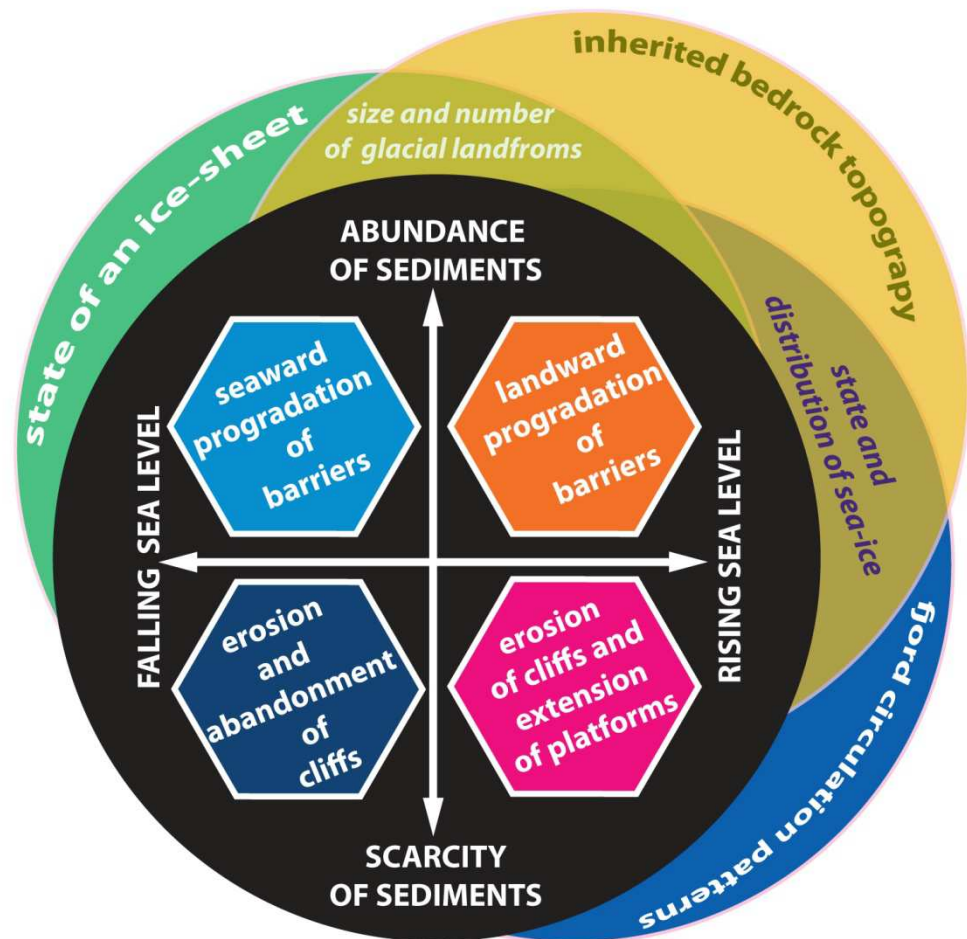 inherited bedrock topograpy
state of an ice-sheet
size and number
of glacial landfroms
state and
distribution of sea-ice
fjord circulation patterns
ABUNDANCE
OF SEDIMENTS
FALLING SEA LEVEL
RISING SEA LEVEL
seaward
progradation
of
barriers
landward
progradation
of
barriers
erosion
and
abandonment
of
cliffs
erosion
of cliffs and
extension
of platforms
SCARCITY
OF SEDIMENTS